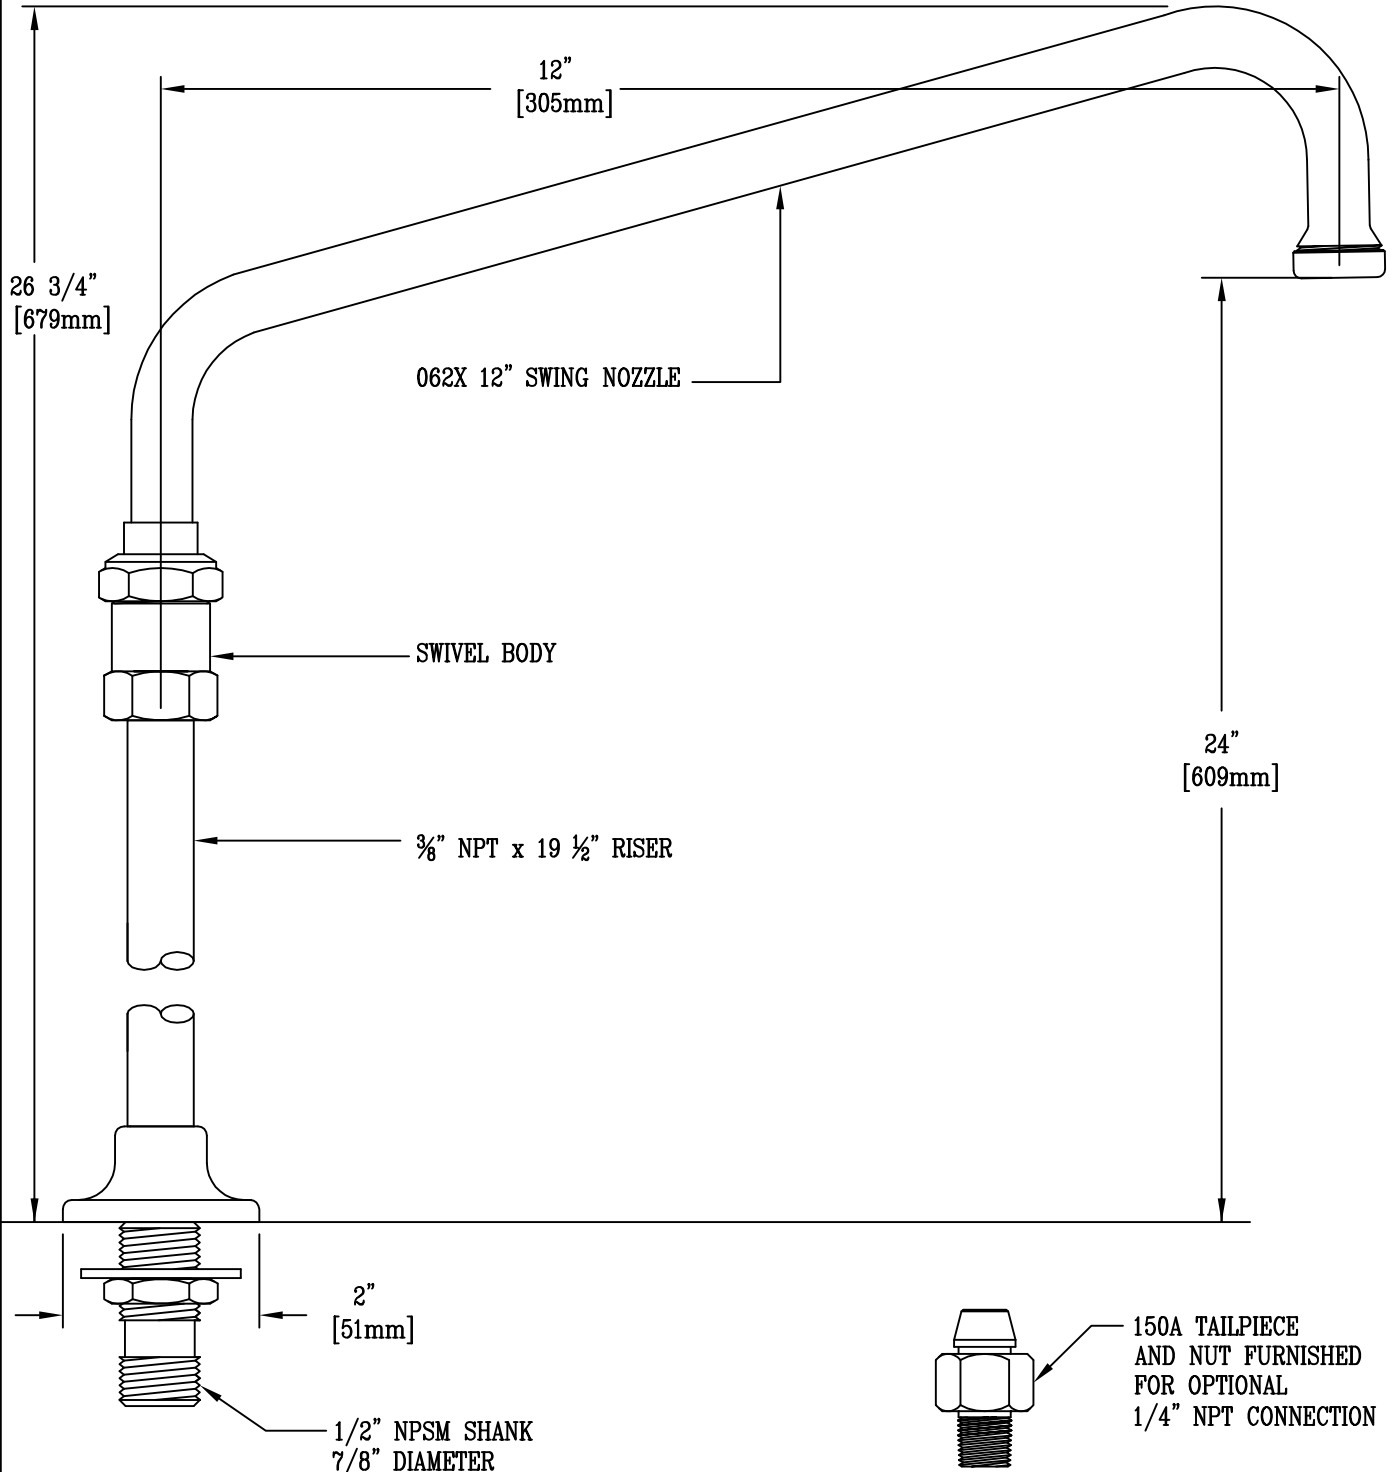 12"
[305mm]
26 3/4"
[679mm]
062X 12" SWING NOZZLE
SWIVEL BODY
24"
[609mm]
⅜" NPT x 19 ½" RISER
2"
[51mm]
150A TAILPIECE
AND NUT FURNISHED
FOR OPTIONAL
1/4" NPT CONNECTION
1/2" NPSM SHANK
7/8" DIAMETER